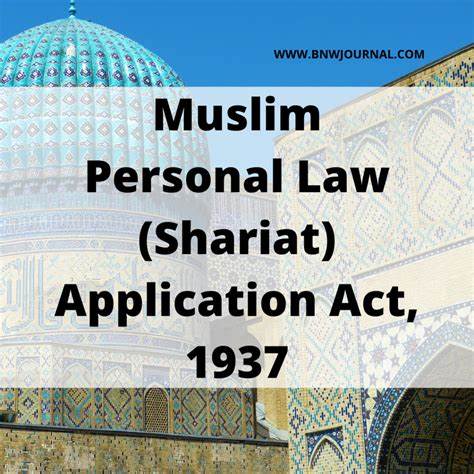 WWW.BNWJOURNAL.COM
Muslim
Personal Law
(Shariat)
Application Act,
1937